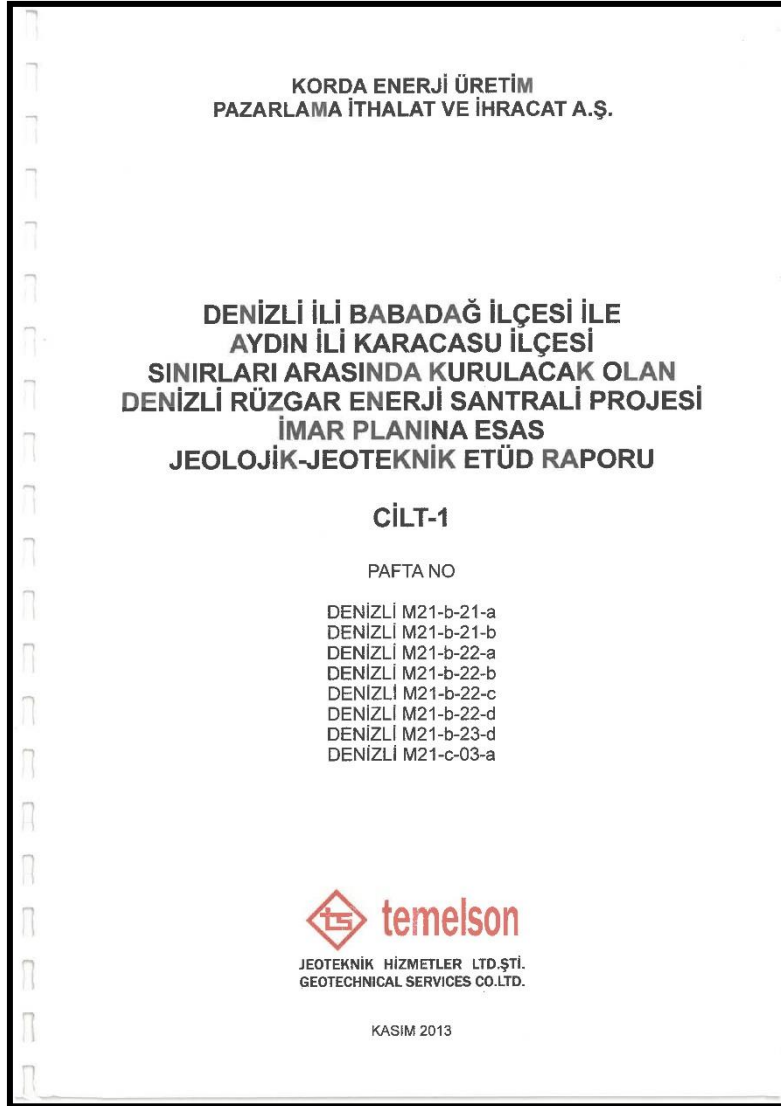 KORDA ENERJİ ÜRETİM
PAZARLAMA İTHALAT VE İHRACAT A.Ş.
DENİZLİ İLİ BABADAĞ İLÇESİ İLE
AYDIN İLİ KARACASU İLÇESİ
SINIRLARI ARASINDA KURULACAK OLAN
DENİZLİ RÜZGAR ENERJİ SANTRALİ PROJESİ
İMAR PLANINA ESAS
JEOLOJİK-JEOTEKNİK ETÜD RAPORU
CİLT-1
PAFTA NO
DENİZLİ M21-b-21-a
DENİZLİ M21-b-21-b
DENİZLİ M21-b-22-a
DENİZLİ M21-b-22-b
DENİZLİ M21-b-22-c
DENİZLİ M21-b-22-d
DENİZLİ M21-b-23-d
DENİZLİ M21-c-03-a
ts temelson
JEOTEKNİK HİZMETLER LTD.ŞTİ.
GEOTECHNICAL SERVICES CO.LTD.
KASIM 2013